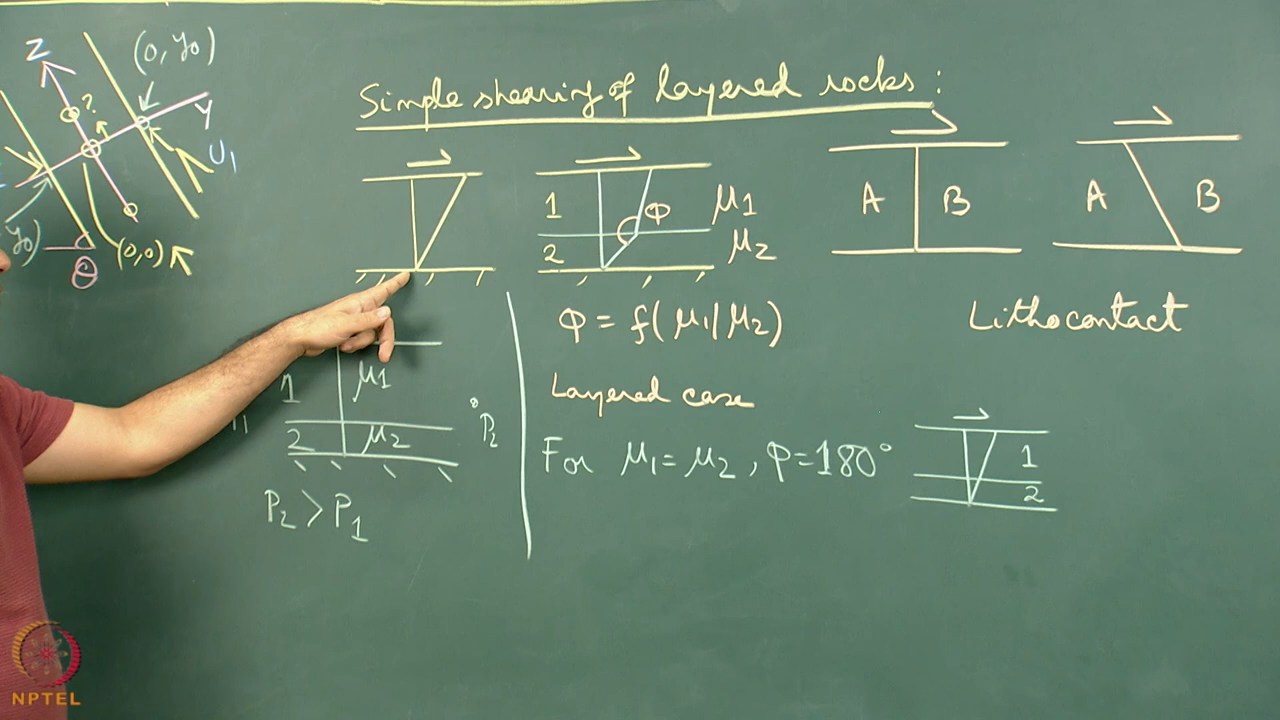 Z
(0, y0)
?
Y
U1
y0)
θ
(0,0)
Simple shearing of layered rocks :
1
Φ
μ1
2
μ2
A
B
A
B
φ = f(μ1/μ2)
Lithocontact
Layered case
1
μ1
2
μ2
P2
P2 > P1
For μ1 = μ2, φ=180°
1
2
NPTEL